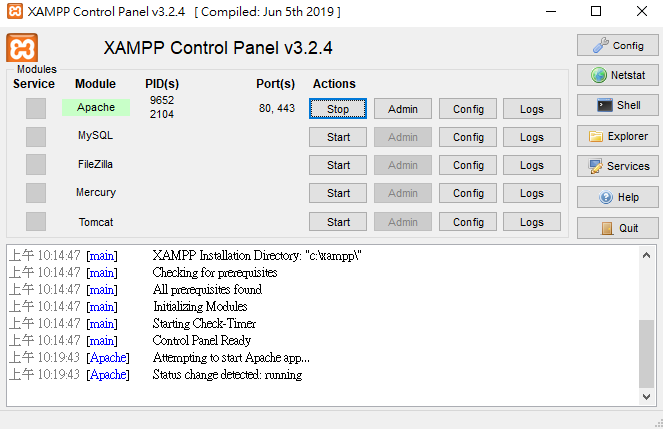 XAMPP Control Panel v3.2.4 [ Compiled: Jun 5th 2019 ]
XAMPP Control Panel v3.2.4
Config
Modules
Service Module PID(s) Port(s) Actions
Netstat
Apache 9652 2104 80, 443 Stop Admin Config Logs
Shell
MySQL Start Admin Config Logs
Explorer
FileZilla Start Admin Config Logs
Services
Mercury Start Admin Config Logs
Help
Tomcat Start Admin Config Logs
Quit
上午 10:14:47 [main] XAMPP Installation Directory: "c:\xampp\"
上午 10:14:47 [main] Checking for prerequisites
上午 10:14:47 [main] All prerequisites found
上午 10:14:47 [main] Initializing Modules
上午 10:14:47 [main] Starting Check-Timer
上午 10:14:47 [main] Control Panel Ready
上午 10:19:43 [Apache] Attempting to start Apache app...
上午 10:19:43 [Apache] Status change detected: running